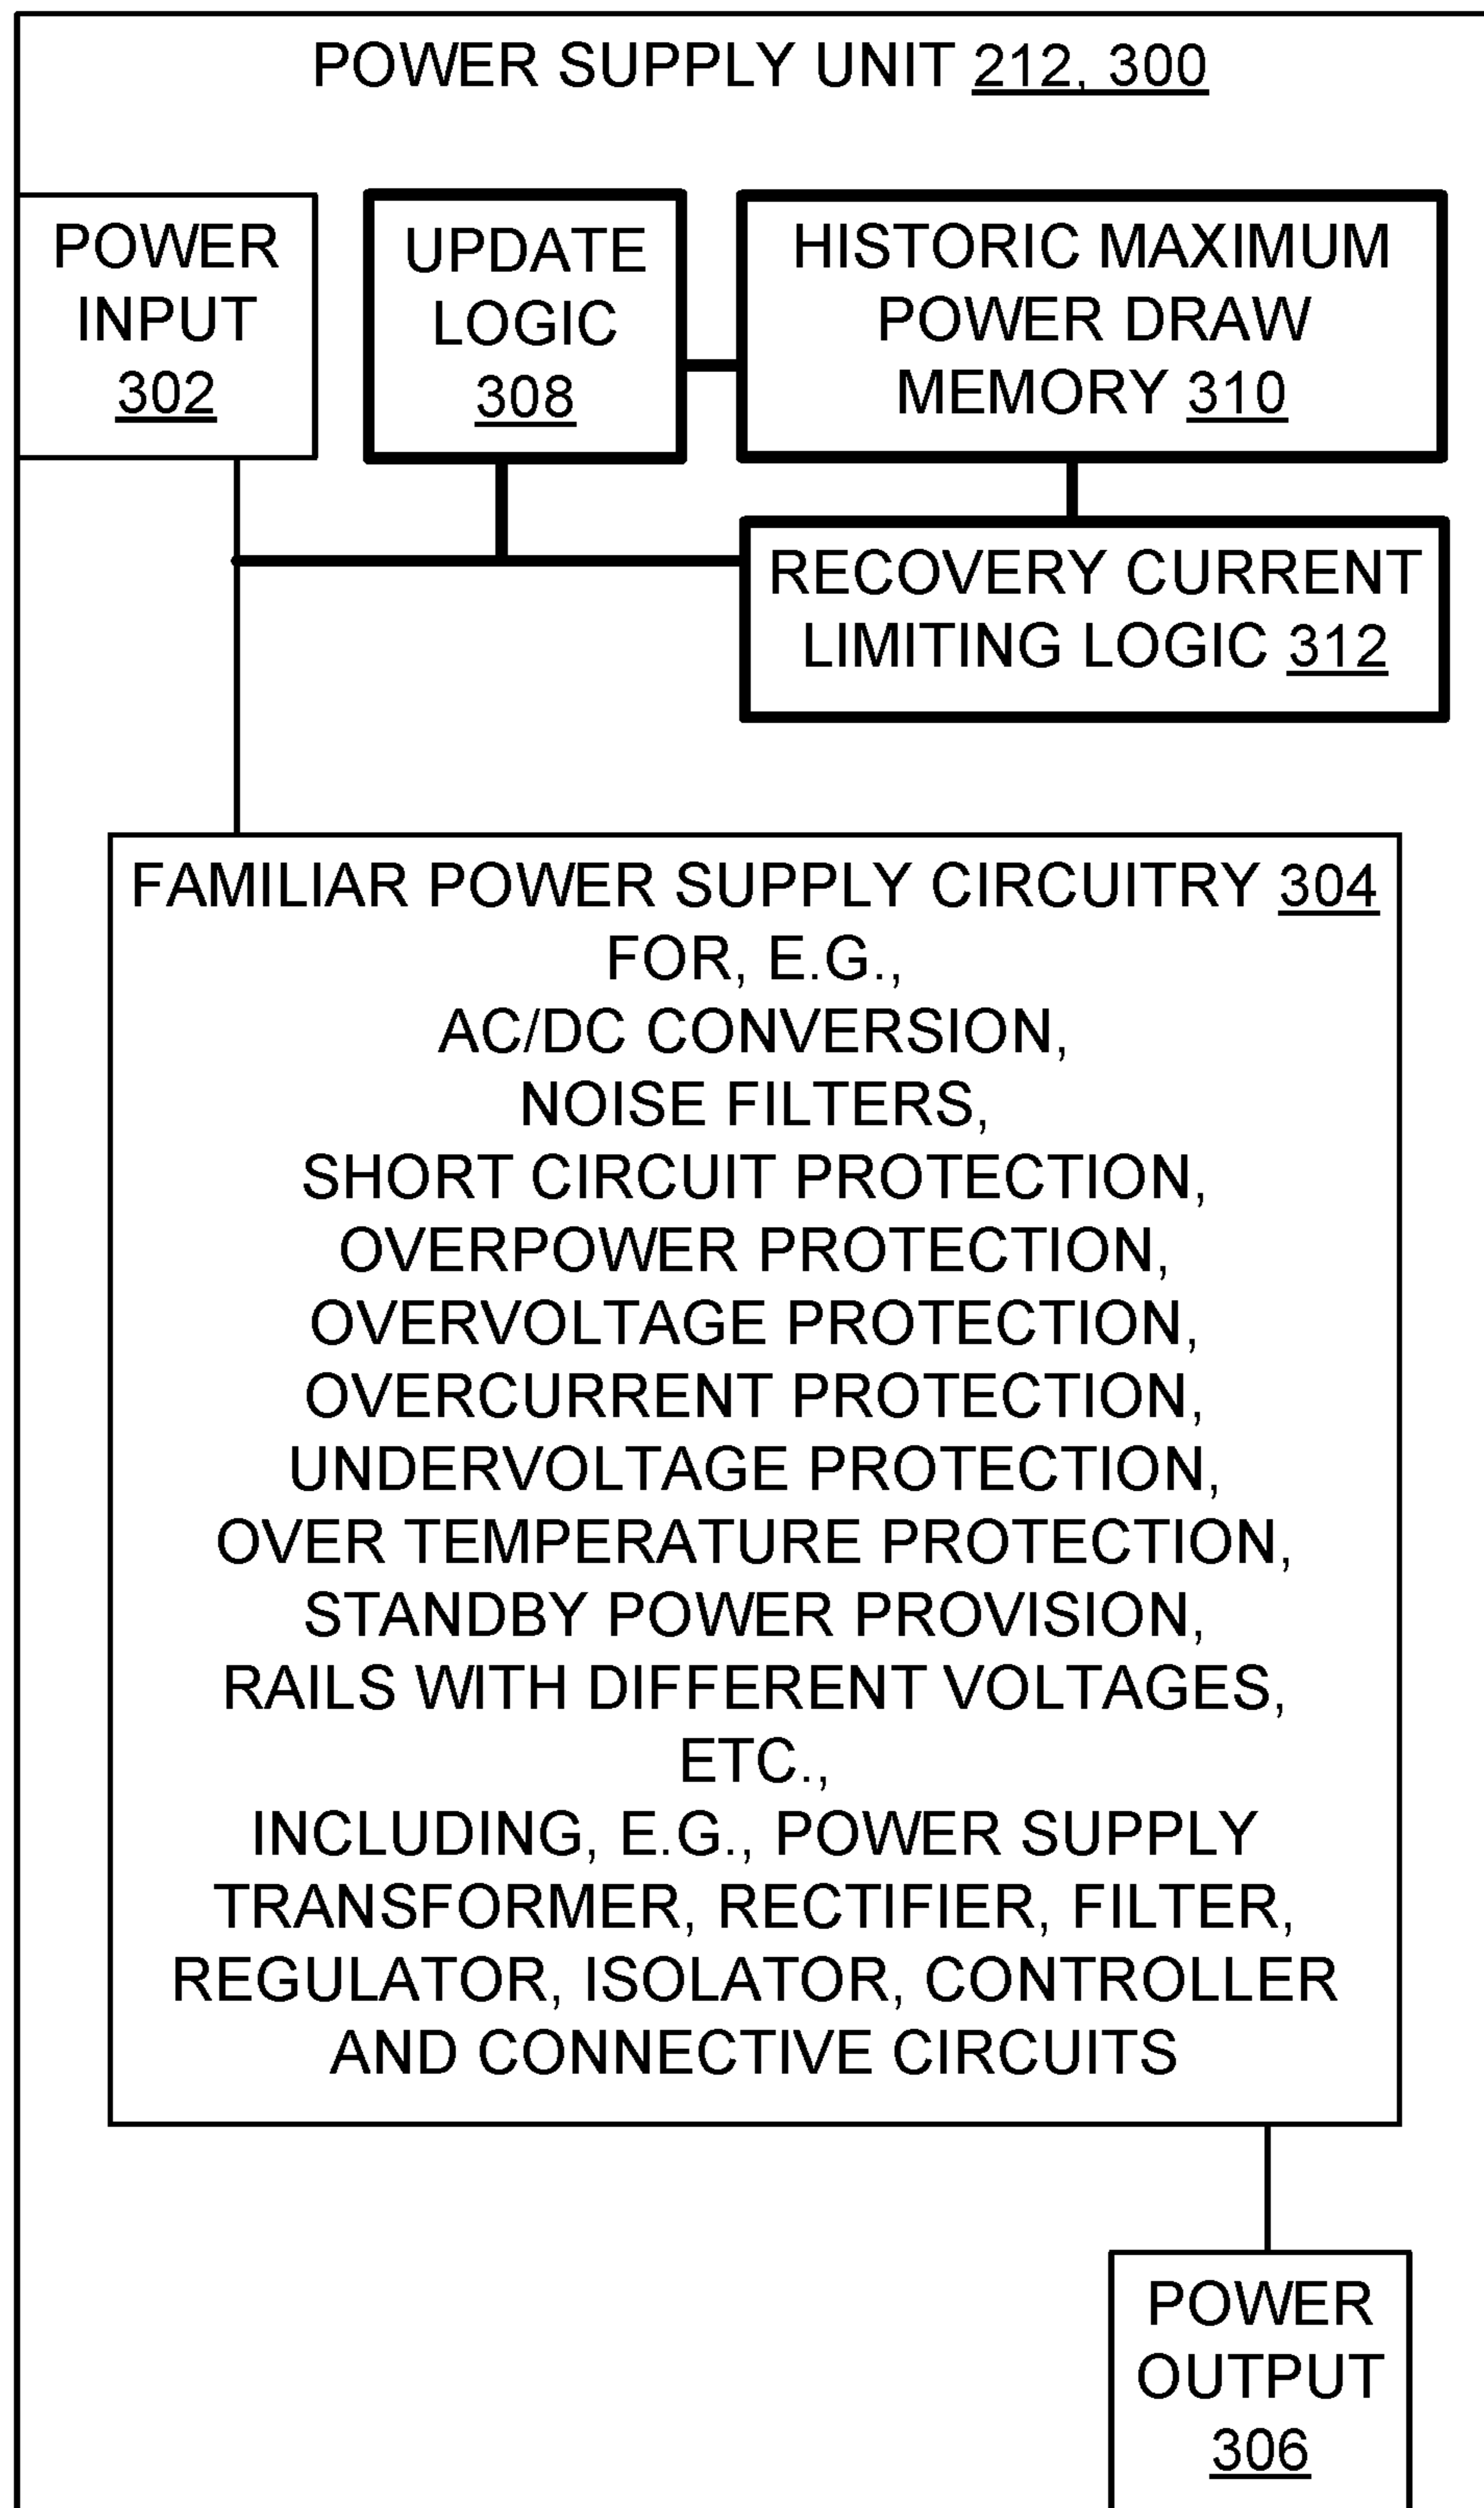 POWER SUPPLY UNIT 212, 300
POWER
INPUT
302
UPDATE
LOGIC
308
HISTORIC MAXIMUM
POWER DRAW
MEMORY 310
RECOVERY CURRENT
LIMITING LOGIC 312
FAMILIAR POWER SUPPLY CIRCUITRY 304
FOR, E.G.,
AC/DC CONVERSION,
NOISE FILTERS,
SHORT CIRCUIT PROTECTION,
OVERPOWER PROTECTION,
OVERVOLTAGE PROTECTION,
OVERCURRENT PROTECTION,
UNDERVOLTAGE PROTECTION,
OVER TEMPERATURE PROTECTION,
STANDBY POWER PROVISION,
RAILS WITH DIFFERENT VOLTAGES,
ETC.,
INCLUDING, E.G., POWER SUPPLY
TRANSFORMER, RECTIFIER, FILTER,
REGULATOR, ISOLATOR, CONTROLLER
AND CONNECTIVE CIRCUITS
POWER
OUTPUT
306